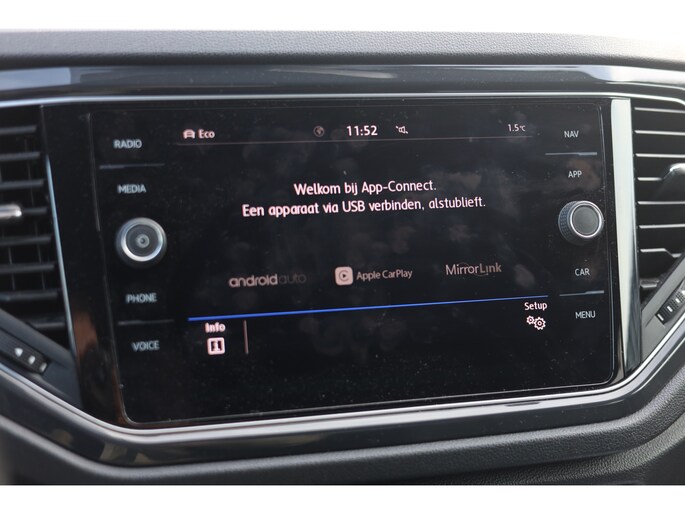 RADIO
MEDIA
PHONE
VOICE
Eco 11:52 1.5°C
Welkom bij App-Connect.
Een apparaat via USB verbinden, alstublieft.
androidauto Apple CarPlay MirrorLink
Info Setup
NAV
APP
CAR
MENU